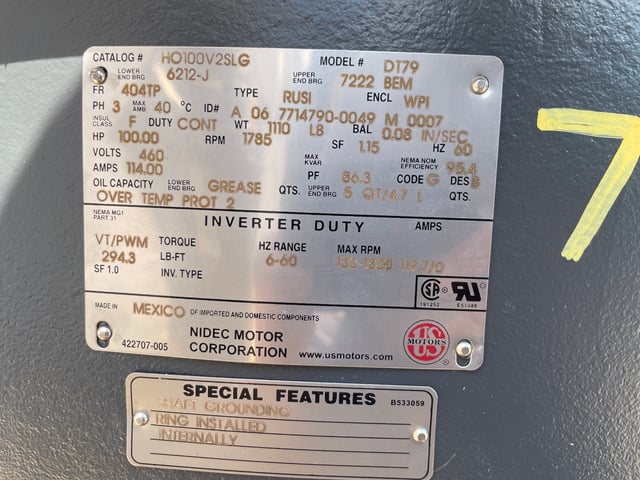 CATALOG # HO100V2SLG MODEL # DT79
LOWER END BRG 6212-J UPPER END BRG 7222 BEM
FR 404TP TYPE RUSI ENCL WPI
PH 3 MAX AMB 40 °C ID# A 06 7714790-0049 M 0007
INSUL CLASS F DUTY CONT WT 1110 LB BAL 0.08 IN/SEC
HP 100.00 RPM 1785 SF 1.15 HZ 60
VOLTS 460 MAX KVAR NEMA NOM EFFICIENCY 95.4
AMPS 114.00 PF 86.3 CODE G DES B
OIL CAPACITY LOWER END BRG GREASE QTS. UPPER END BRG 5 QT/4.7 L QTS.
OVER TEMP PROT 2
NEMA MG1 PART 31 INVERTER DUTY AMPS
VT/PWM TORQUE HZ RANGE MAX RPM
294.3 LB-FT 6-60
SF 1.0 INV. TYPE
191252 E51488
MADE IN MEXICO OF IMPORTED AND DOMESTIC COMPONENTS
NIDEC MOTOR
CORPORATION www.usmotors.com
422707-005
US MOTORS
SPECIAL FEATURES B533059
SHAFT GROUNDING
RING INSTALLED
INTERNALLY
7